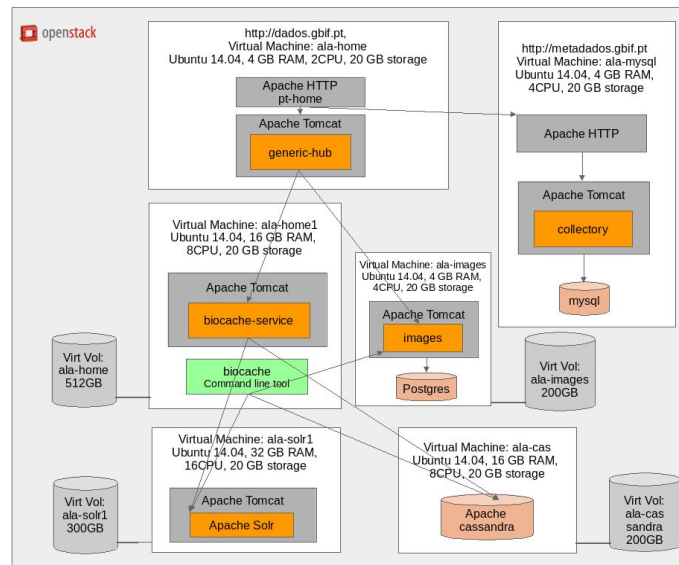 openstack
http://dados.gbif.pt,
Virtual Machine: ala-home
Ubuntu 14.04, 4 GB RAM, 2CPU, 20 GB storage
Apache HTTP
pt-home
Apache Tomcat
generic-hub
http://metadados.gbif.pt
Virtual Machine: ala-mysql
Ubuntu 14.04, 4 GB RAM,
4CPU, 20 GB storage
Apache HTTP
Apache Tomcat
collectory
mysql
Virtual Machine: ala-home1
Ubuntu 14.04, 16 GB RAM,
8CPU, 20 GB storage
Apache Tomcat
biocache-service
biocache
Command line tool
Virtual Machine: ala-images
Ubuntu 14.04, 4 GB RAM,
4CPU, 20 GB storage
Apache Tomcat
images
Postgres
Virt Vol:
ala-home
512GB
Virt Vol:
ala-images
200GB
Virtual Machine: ala-solr1
Ubuntu 14.04, 32 GB RAM,
16CPU, 20 GB storage
Apache Tomcat
Apache Solr
Virt Vol:
ala-solr1
300GB
Virtual Machine: ala-cas
Ubuntu 14.04, 16 GB RAM,
8CPU, 20 GB storage
Apache
cassandra
Virt Vol:
ala-cas
sandra
200GB